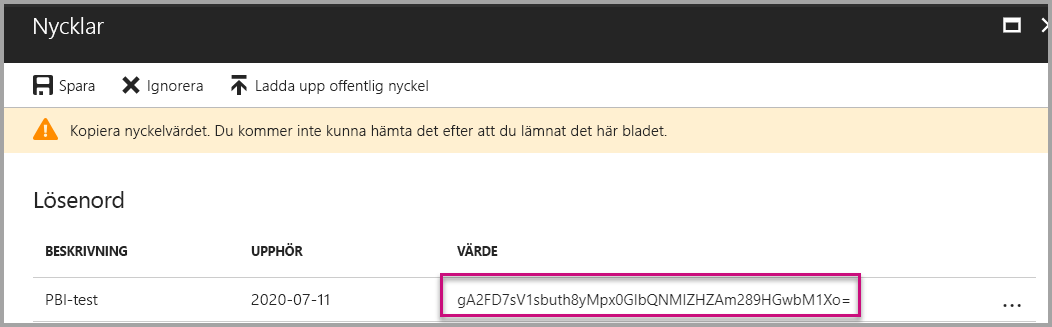 Nycklar
Spara Ignorera Ladda upp offentlig nyckel
Kopiera nyckelvärdet. Du kommer inte kunna hämta det efter att du lämnat det här bladet.
Lösenord
BESKRIVNING UPPHÖR VÄRDE
PBI-test 2020-07-11 gA2FD7sV1sbuth8yMpx0GlbQNMIZHZAm289HGwbM1Xo= ...